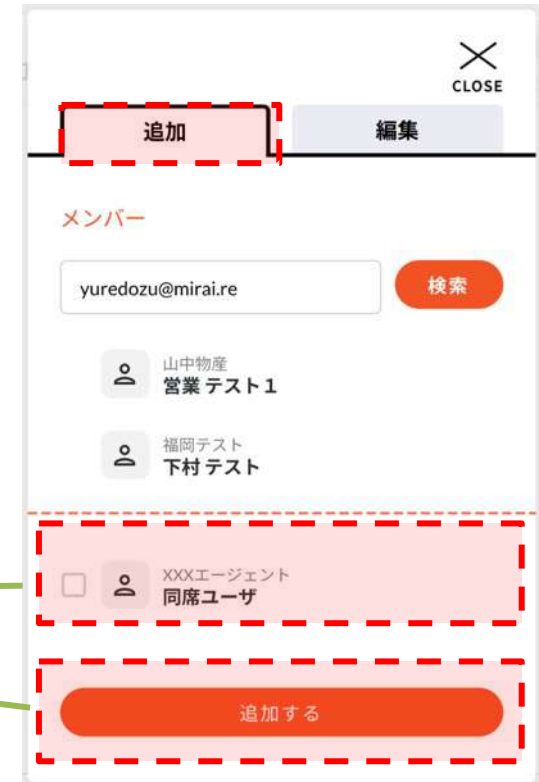 CLOSE
追加
編集
メンバー
yuredozu@mirai.re
検索
山中物産
営業 テスト１
福岡テスト
下村 テスト
XXXエージェント
同席ユーザ
追加する